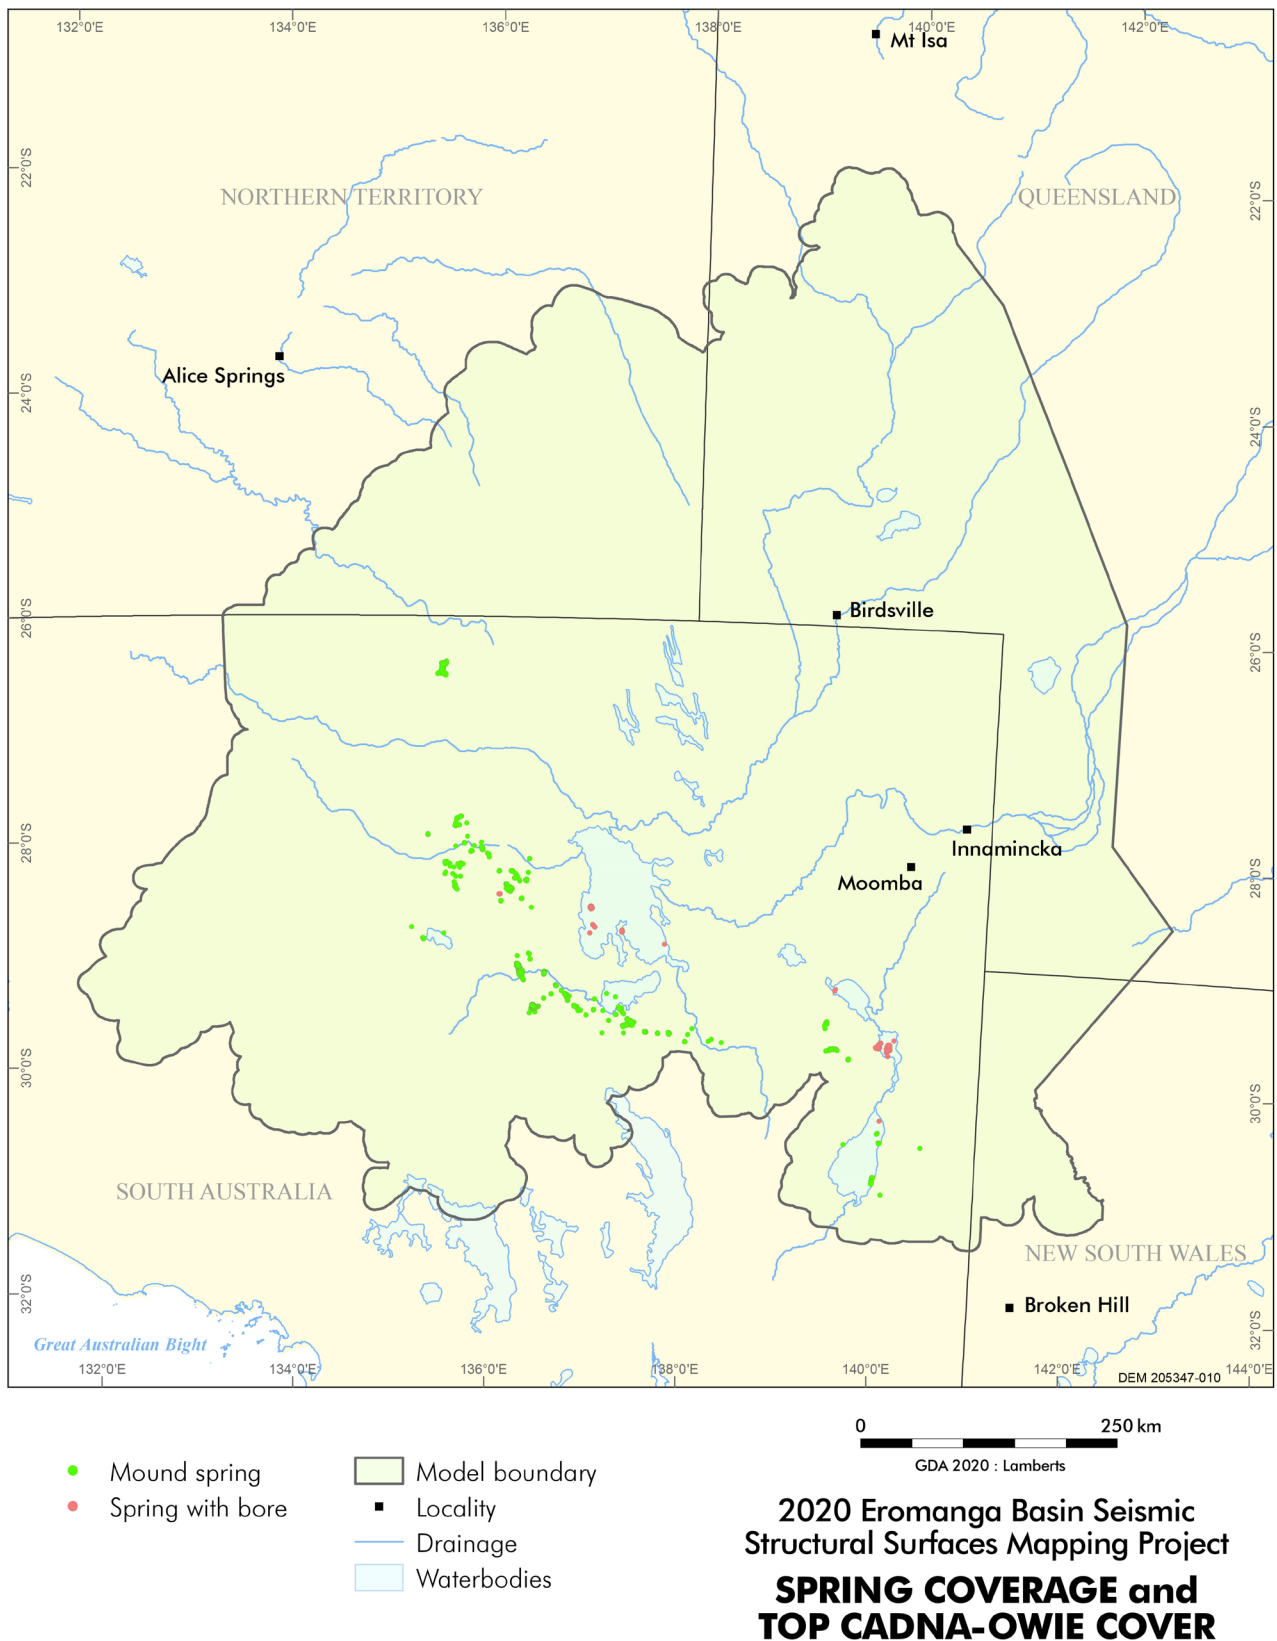 132°0'E 134°0'E 136°0'E 138°0'E 140°0'E 142°0'E
Mt Isa
22°0'S
NORTHERN TERRITORY
QUEENSLAND
22°0'S
Alice Springs
24°0'S
24°0'S
26°0'S
Birdsville
26°0'S
28°0'S
Innamincka
Moomba
28°0'S
30°0'S
30°0'S
SOUTH AUSTRALIA
NEW SOUTH WALES
32°0'S
Broken Hill
32°0'S
Great Australian Bight
132°0'E 134°0'E 136°0'E 138°0'E 140°0'E 142°0'E 144°0'E
DEM 205347-010
0 250 km
GDA 2020 : Lamberts
Mound spring
Spring with bore
Model boundary
Locality
Drainage
Waterbodies
2020 Eromanga Basin Seismic
Structural Surfaces Mapping Project
SPRING COVERAGE and
TOP CADNA-OWIE COVER